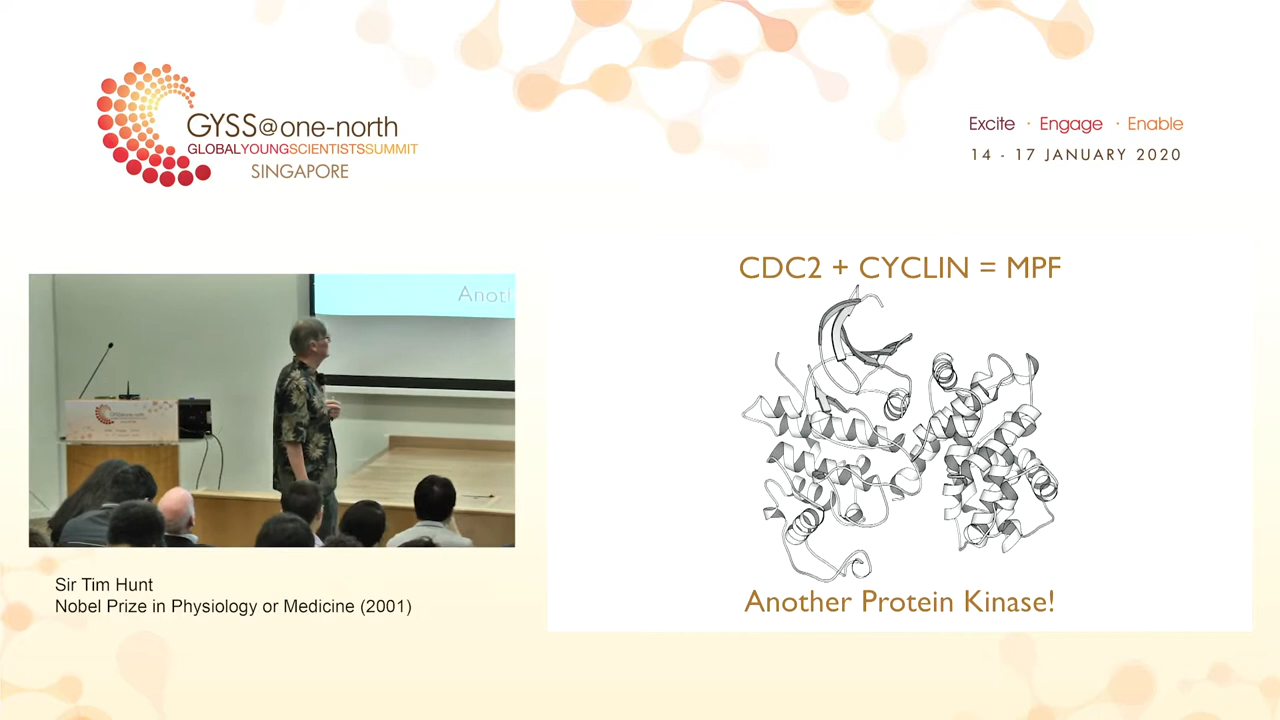 GYSS@one-north
GLOBALYOUNGSCIENTISTSSUMMIT
SINGAPORE
Excite · Engage · Enable
14 - 17 JANUARY 2020
CDC2 + CYCLIN = MPF
Anoti
Another Protein Kinase!
Sir Tim Hunt
Nobel Prize in Physiology or Medicine (2001)